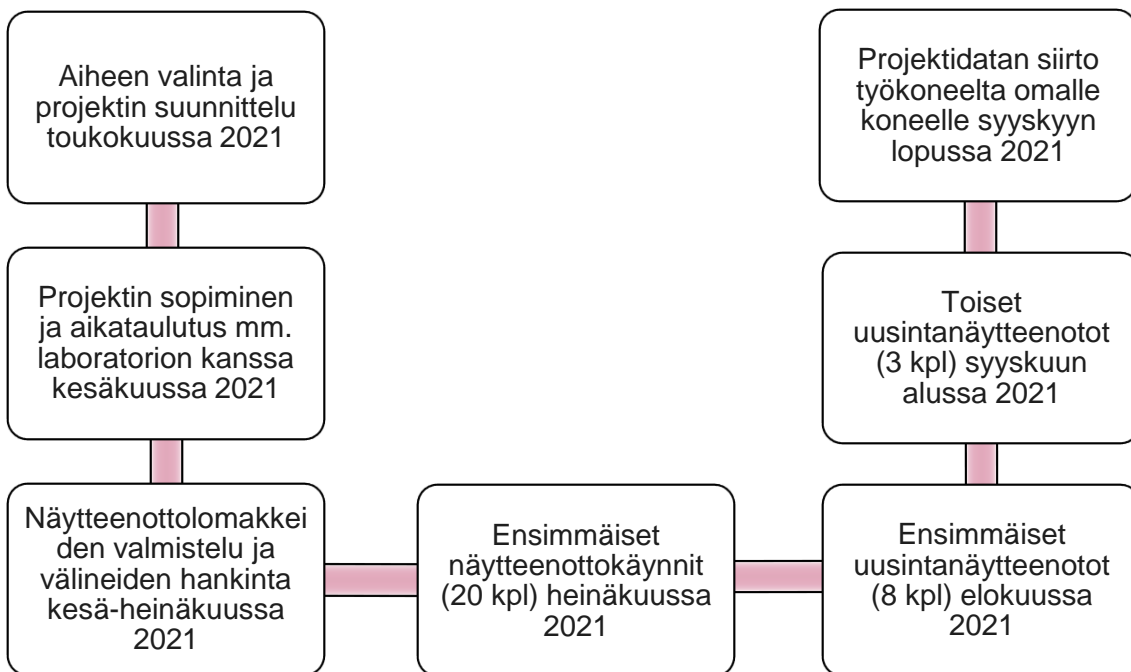 Aiheen valinta ja
projektin suunnittelu
toukokuussa 2021
Projektin sopiminen
ja aikataulutus mm.
laboratorion kanssa
kesäkuussa 2021
Näytteenottolomakkei
den valmistelu ja
välineiden hankinta
kesä-heinäkuussa
2021
Ensimmäiset
näytteenottokäynnit
(20 kpl) heinäkuussa
2021
Ensimmäiset
uusintanäytteenotot
(8 kpl) elokuussa
2021
Toiset
uusintanäytteenotot
(3 kpl) syyskuun
alussa 2021
Projektidatan siirto
työkoneelta omalle
koneelle syyskyyn
lopussa 2021